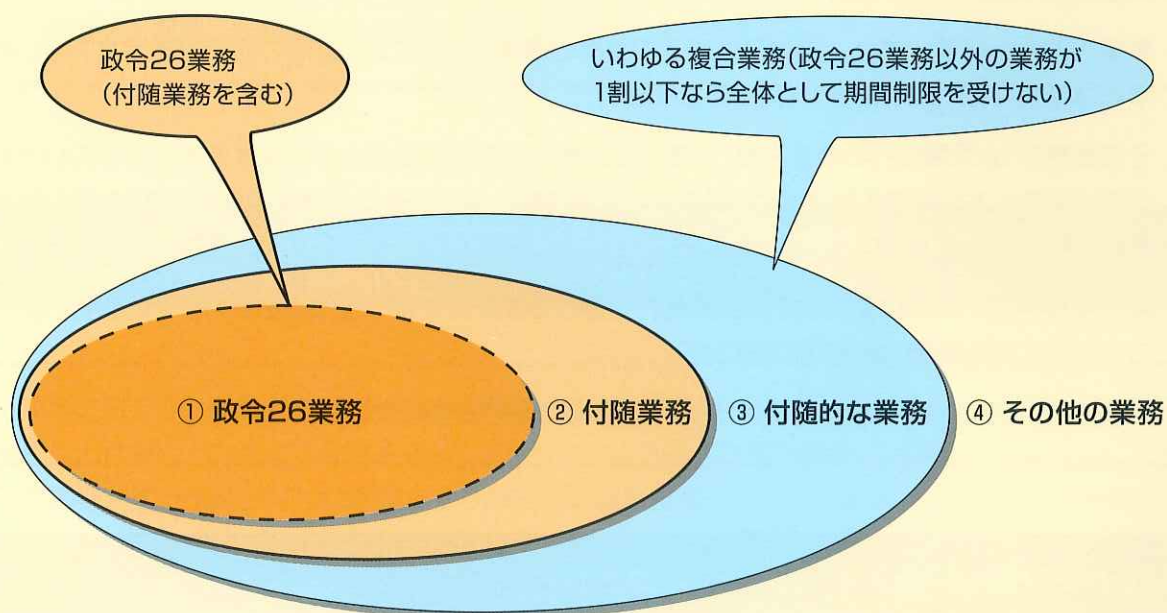 政令26業務
(付随業務を含む)
いわゆる複合業務(政令26業務以外の業務が
1割以下なら全体として期間制限を受けない)
① 政令26業務
② 付随業務
③ 付随的な業務
④ その他の業務